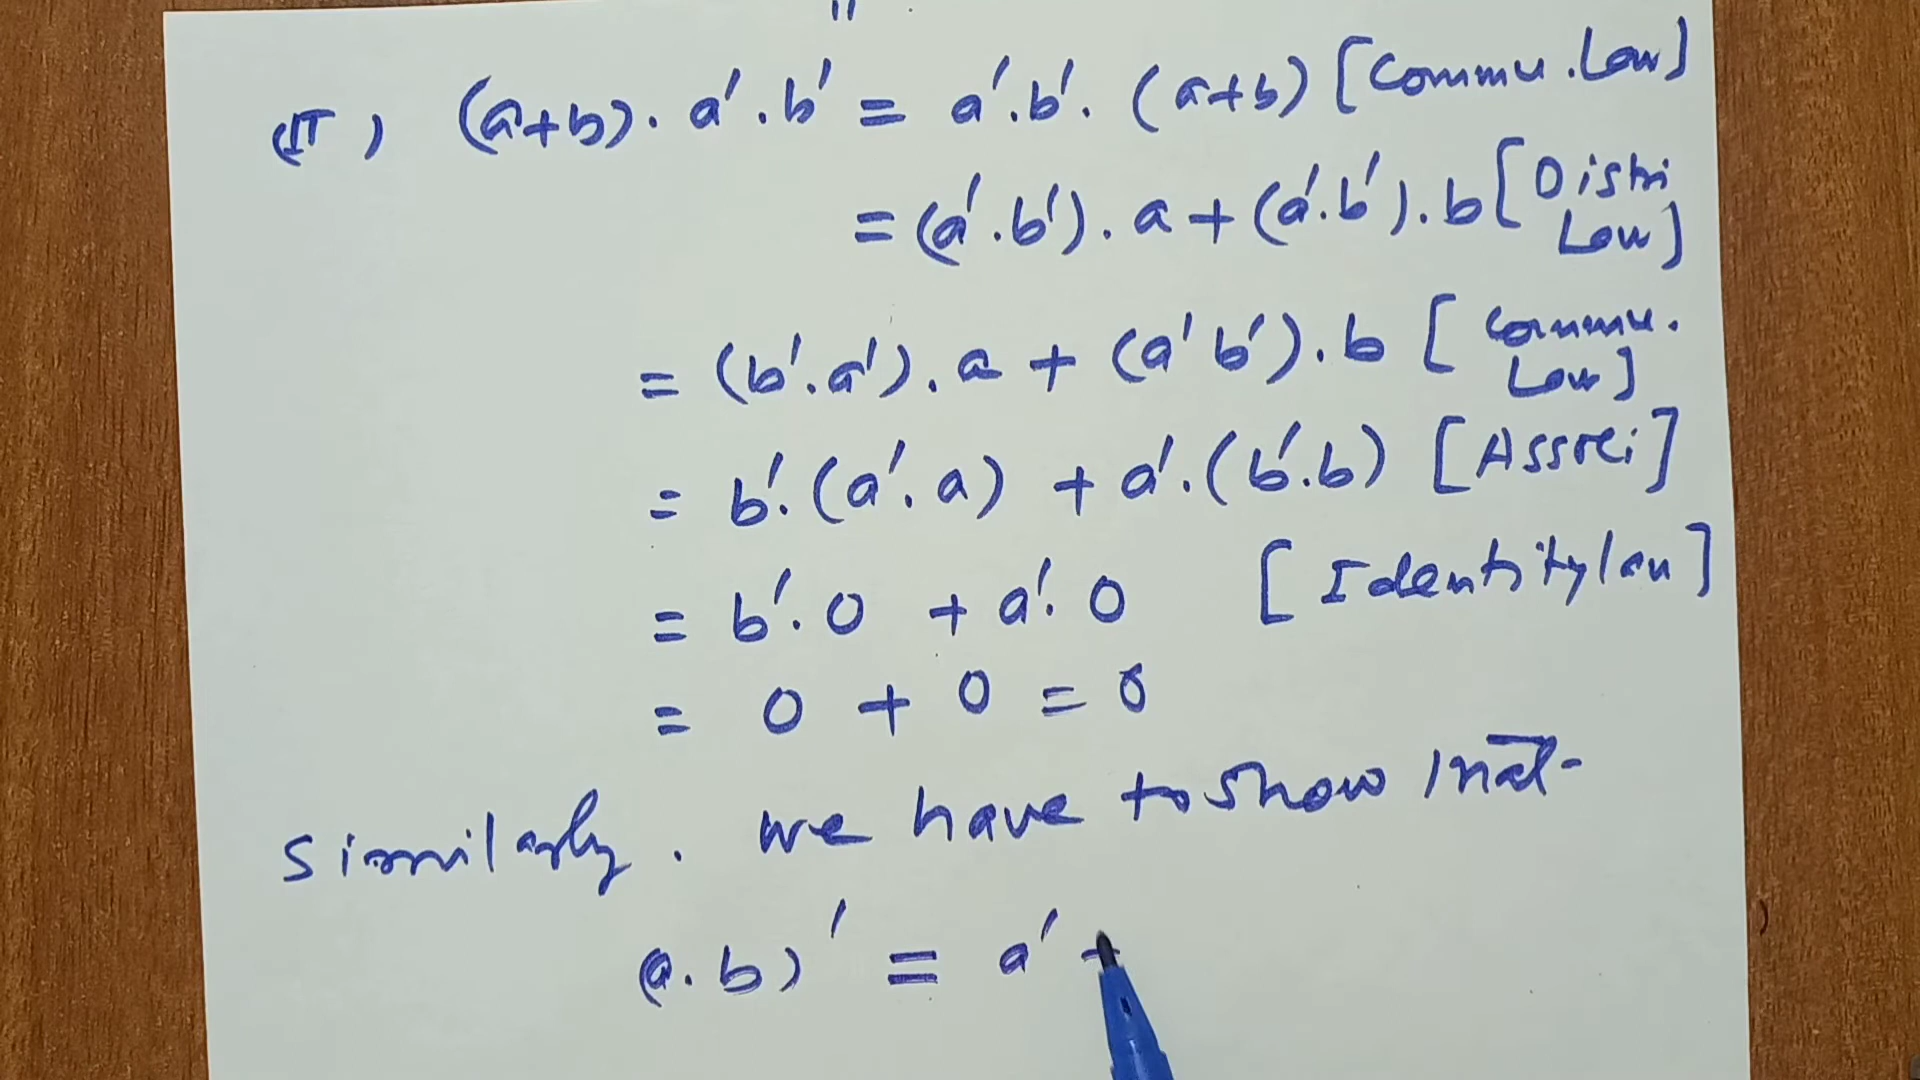 (II) (a+b). a'.b' = a'.b'. (a+b) [Commu. Law]
= (a'.b'). a + (a'.b'). b [Distri Law]
= (b'.a'). a + (a' b'). b [Commu. Law]
= b'. (a'. a) + a'. (b'. b) [Associ]
= b'. 0 + a'. 0 [Identity law]
= 0 + 0 = 0
Similarly. we have to show that
(a.b)' = a' +